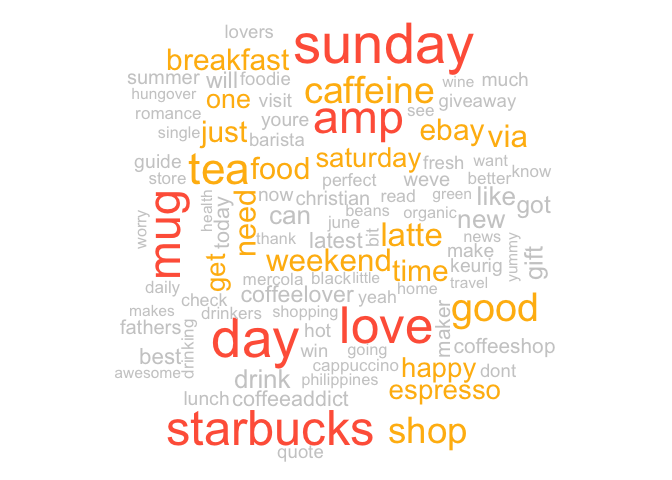 lovers
sunday
breakfast
summer
will
foodie
caffeine
wine
much
hungover
one
visit
giveaway
romance
youre
amp
see
single
just
barista
ebay
via
guide
tea
food
saturday
fresh
want
store
perfect
weve
better
know
mug
health
today
need
now
christian
read
green
like
got
worry
can
beans
organic
new
june
thank
latest
bit
latte
news
yummy
gift
get
weekend
time
make
keurig
mercola
black
little
home
travel
daily
check
coffeelover
yeah
makes
drinkers
shopping
good
fathers
drinking
day
hot
love
maker
best
win
going
coffeeshop
awesome
cappuccino
happy
dont
drink
philippines
espresso
lunch
coffeeaddict
starbucks
shop
quote